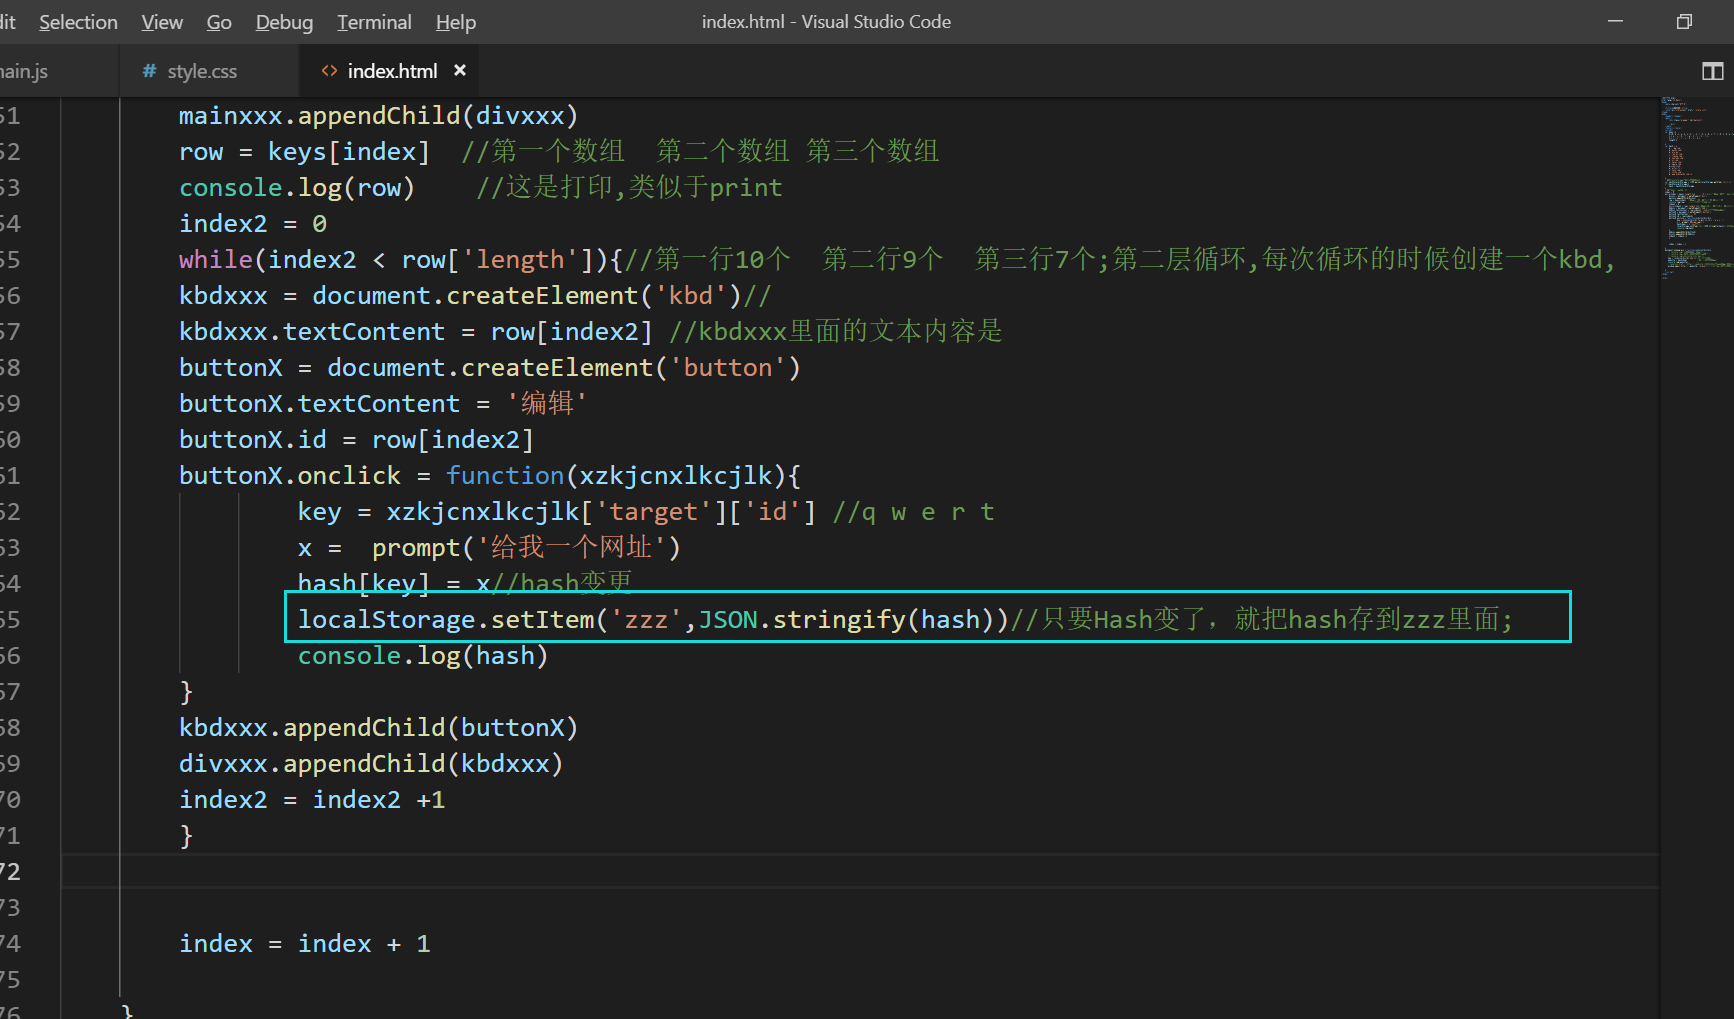 it Selection View Go Debug Terminal Help index.html - Visual Studio Code
ain.js # style.css <> index.html ×
51 mainxxx.appendChild(divxxx)
52 row = keys[index] //第一个数组 第二个数组 第三个数组
53 console.log(row) //这是打印,类似于print
54 index2 = 0
55 while(index2 < row['length']){//第一行10个 第二行9个 第三行7个;第二层循环,每次循环的时候创建一个kbd,
56 kbdxxx = document.createElement('kbd')//
57 kbdxxx.textContent = row[index2] //kbdxxx里面的文本内容是
58 buttonX = document.createElement('button')
59 buttonX.textContent = '编辑'
60 buttonX.id = row[index2]
61 buttonX.onclick = function(xzkjcnxlkcjlk){
62 key = xzkjcnxlkcjlk['target']['id'] //q w e r t
63 x = prompt('给我一个网址')
64 hash[key] = x//hash变更
65 localStorage.setItem('zzz',JSON.stringify(hash))//只要Hash变了，就把hash存到zzz里面;
66 console.log(hash)
67 }
68 kbdxxx.appendChild(buttonX)
69 divxxx.appendChild(kbdxxx)
70 index2 = index2 +1
71 }
72
73
74 index = index + 1
75
76 }